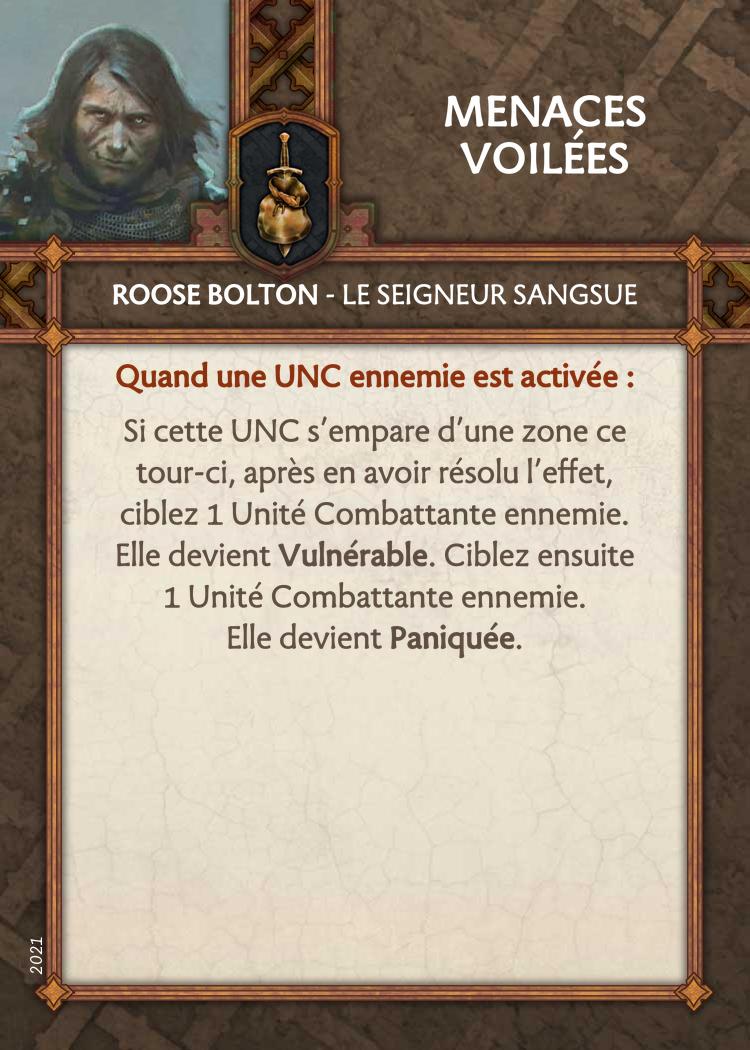 MENACES
VOILÉES
ROOSE BOLTON - LE SEIGNEUR SANGSUE
Quand une UNC ennemie est activée :
Si cette UNC s’empare d’une zone ce
tour-ci, après en avoir résolu l’effet,
ciblez 1 Unité Combattante ennemie.
Elle devient Vulnérable. Ciblez ensuite
1 Unité Combattante ennemie.
Elle devient Paniquée.
2021